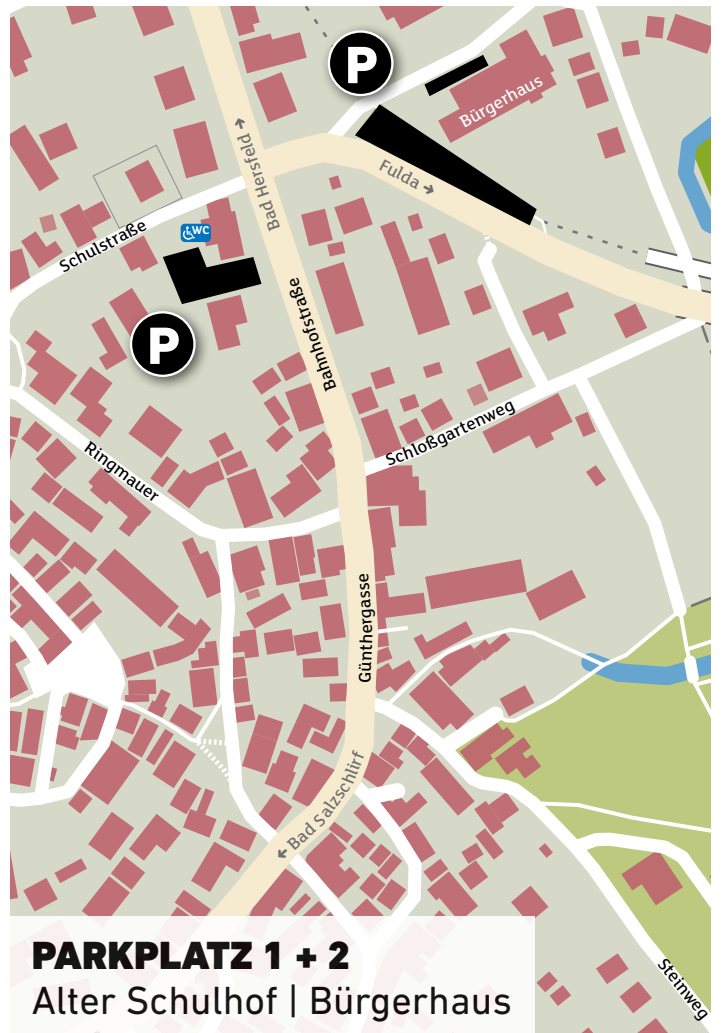 P
Bürgerhaus
← Bad Hersfeld
Fulda →
WC
Schulstraße
Bahnhofstraße
P
Schloßgartenweg
Ringmauer
Günthergasse
← Bad Salzschlirf
PARKPLATZ 1 + 2
Alter Schulhof | Bürgerhaus
Steinweg